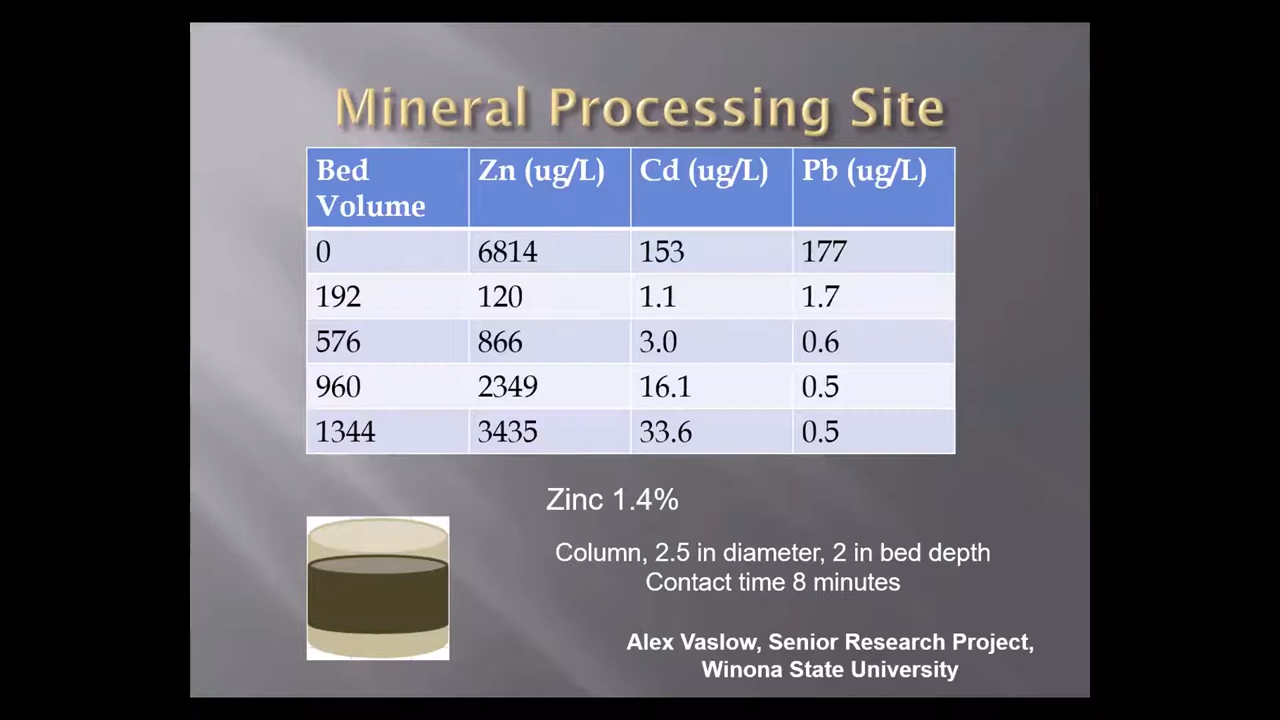 Mineral Processing Site
Bed Volume Zn (ug/L) Cd (ug/L) Pb (ug/L)
0 6814 153 177
192 120 1.1 1.7
576 866 3.0 0.6
960 2349 16.1 0.5
1344 3435 33.6 0.5
Zinc 1.4%
Column, 2.5 in diameter, 2 in bed depth
Contact time 8 minutes
Alex Vaslow, Senior Research Project,
Winona State University